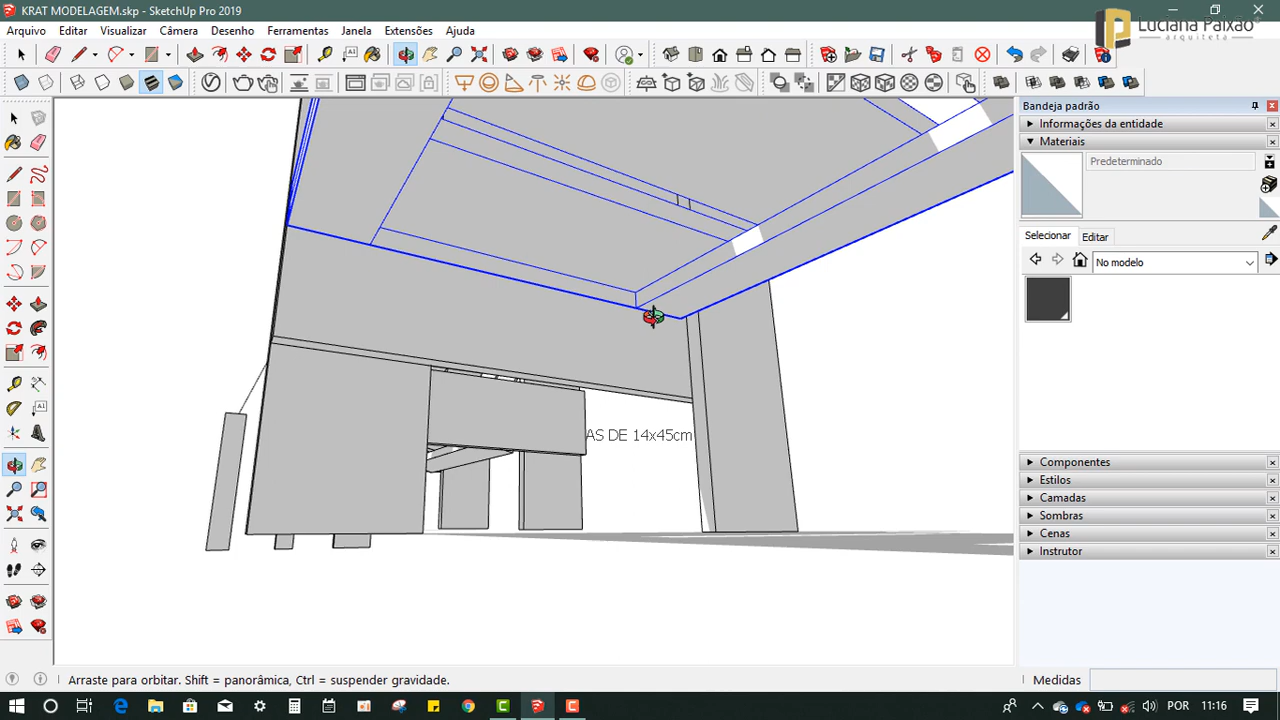 KRAT MODELAGEM.skp - SketchUp Pro 2019
Luciana Paixão
arquiteta
Arquivo Editar Visualizar Câmera Desenho Ferramentas Janela Extensões Ajuda
Bandeja padrão
Informações da entidade
Materiais
Predeterminado
Selecionar Editar
No modelo
AS DE 14x45cm
Componentes
Estilos
Camadas
Sombras
Cenas
Instrutor
Arraste para orbitar. Shift = panorâmica, Ctrl = suspender gravidade.
Medidas
POR 11:16